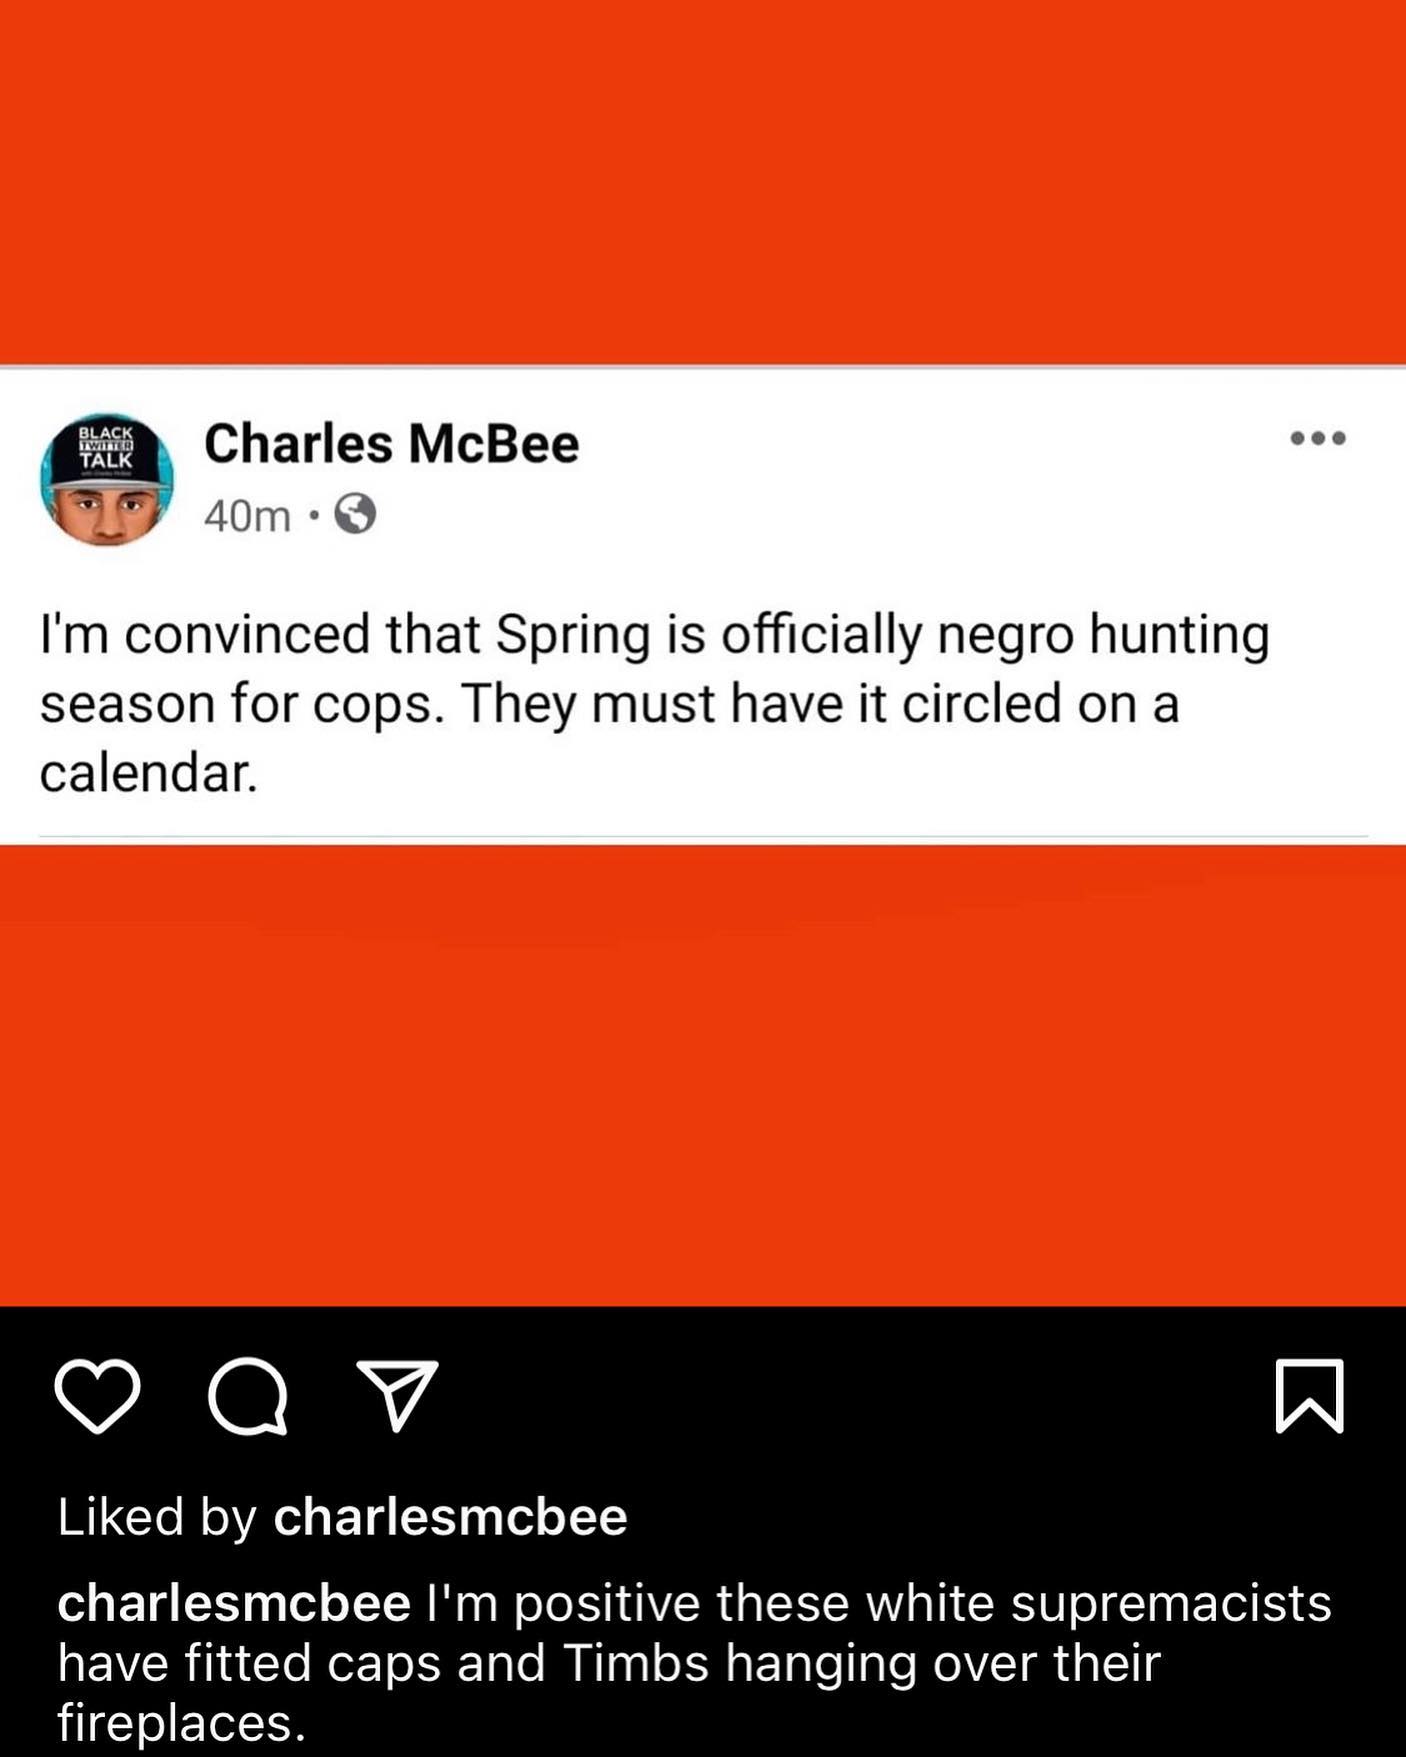 BLACK
TWITTER
TALK
Charles McBee
40m •
I'm convinced that Spring is officially negro hunting
season for cops. They must have it circled on a
calendar.
Liked by charlesmcbee
charlesmcbee I'm positive these white supremacists
have fitted caps and Timbs hanging over their
fireplaces.